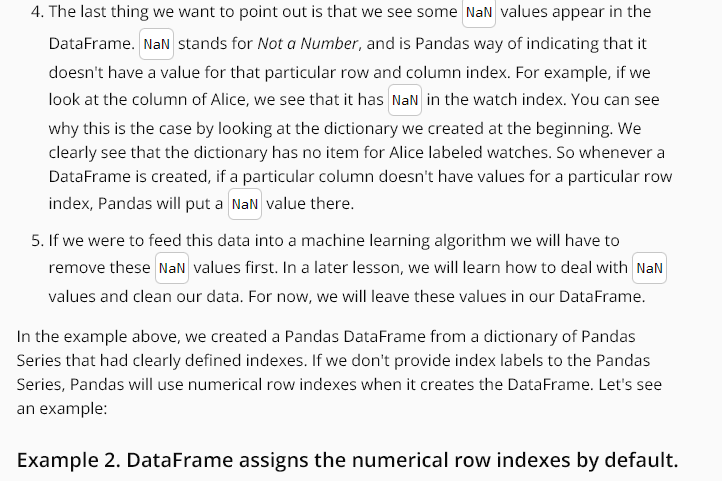 4. The last thing we want to point out is that we see some NaN values appear in the
DataFrame. NaN stands for Not a Number, and is Pandas way of indicating that it
doesn't have a value for that particular row and column index. For example, if we
look at the column of Alice, we see that it has NaN in the watch index. You can see
why this is the case by looking at the dictionary we created at the beginning. We
clearly see that the dictionary has no item for Alice labeled watches. So whenever a
DataFrame is created, if a particular column doesn't have values for a particular row
index, Pandas will put a NaN value there.
5. If we were to feed this data into a machine learning algorithm we will have to
remove these NaN values first. In a later lesson, we will learn how to deal with NaN
values and clean our data. For now, we will leave these values in our DataFrame.
In the example above, we created a Pandas DataFrame from a dictionary of Pandas
Series that had clearly defined indexes. If we don't provide index labels to the Pandas
Series, Pandas will use numerical row indexes when it creates the DataFrame. Let's see
an example:
Example 2. DataFrame assigns the numerical row indexes by default.